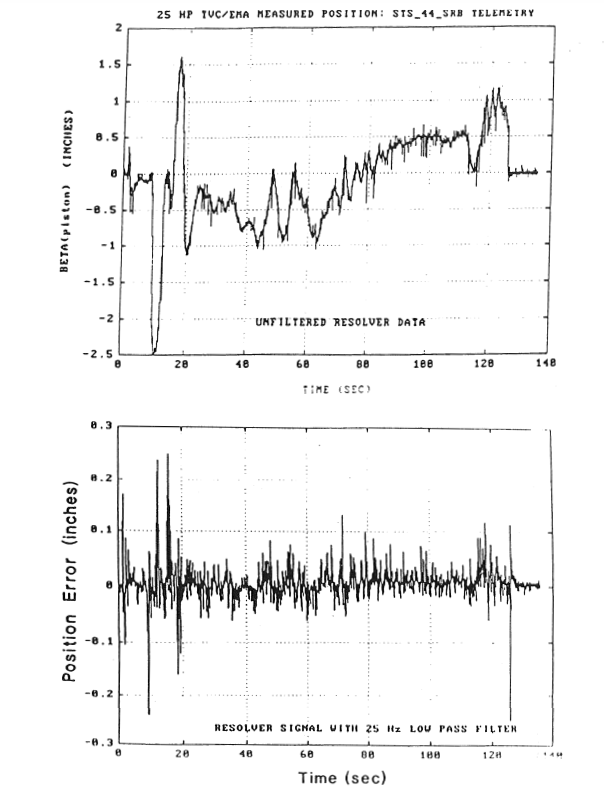 25 HP TVC/EMA MEASURED POSITION: STS_44_SRB TELEMETRY
2
1.5
1
0.5
0
-0.5
-1
-1.5
-2
-2.5
BETA(piston) (INCHES)
UNFILTERED RESOLVER DATA
0 20 40 60 80 100 120 140
TIME (SEC)
0.3
0.2
0.1
0
-0.1
-0.2
-0.3
Position Error (inches)
RESOLVER SIGNAL WITH 25 Hz LOW PASS FILTER
0 20 40 60 80 100 120
Time (sec)